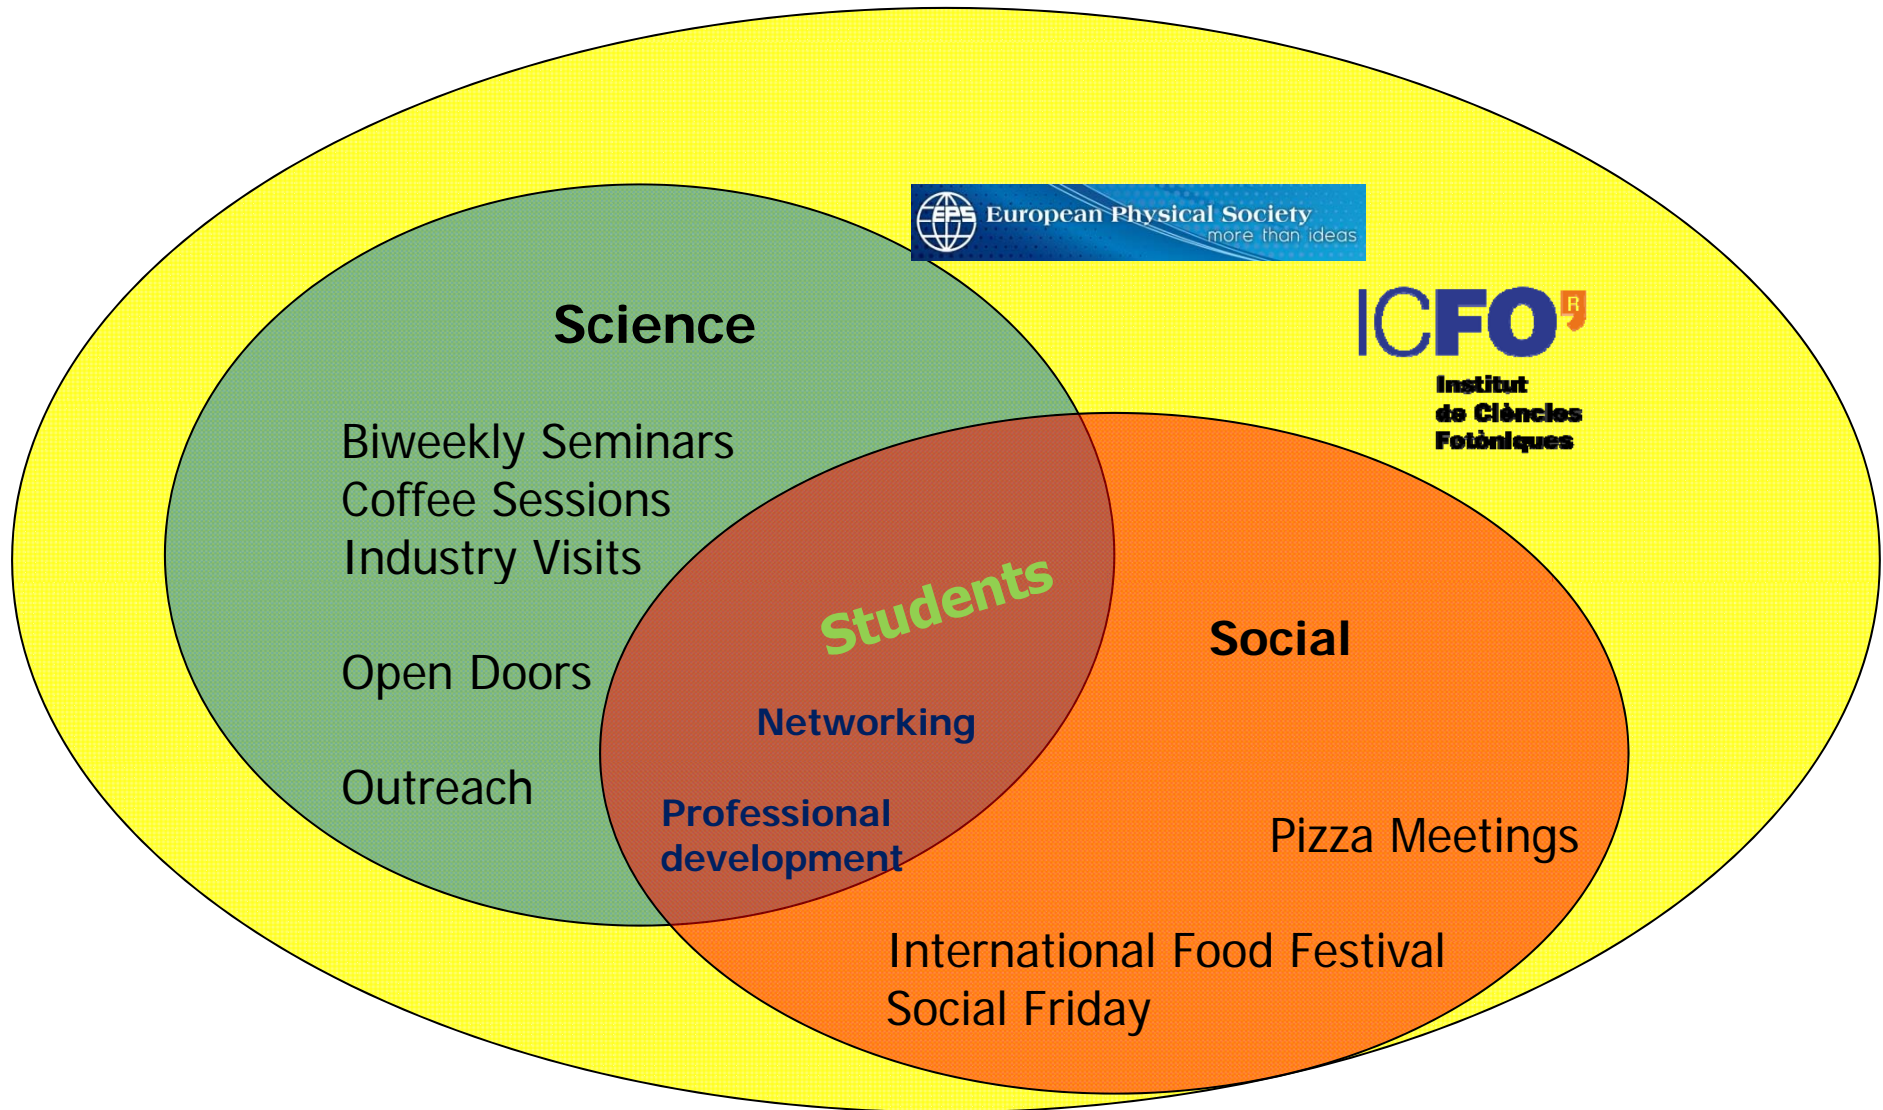 EPS European Physical Society
more than ideas
ICFO R
Institut
de Ciències
Fotòniques
Science
Biweekly Seminars
Coffee Sessions
Industry Visits
Open Doors
Outreach
Students
Networking
Professional
development
Social
Pizza Meetings
International Food Festival
Social Friday